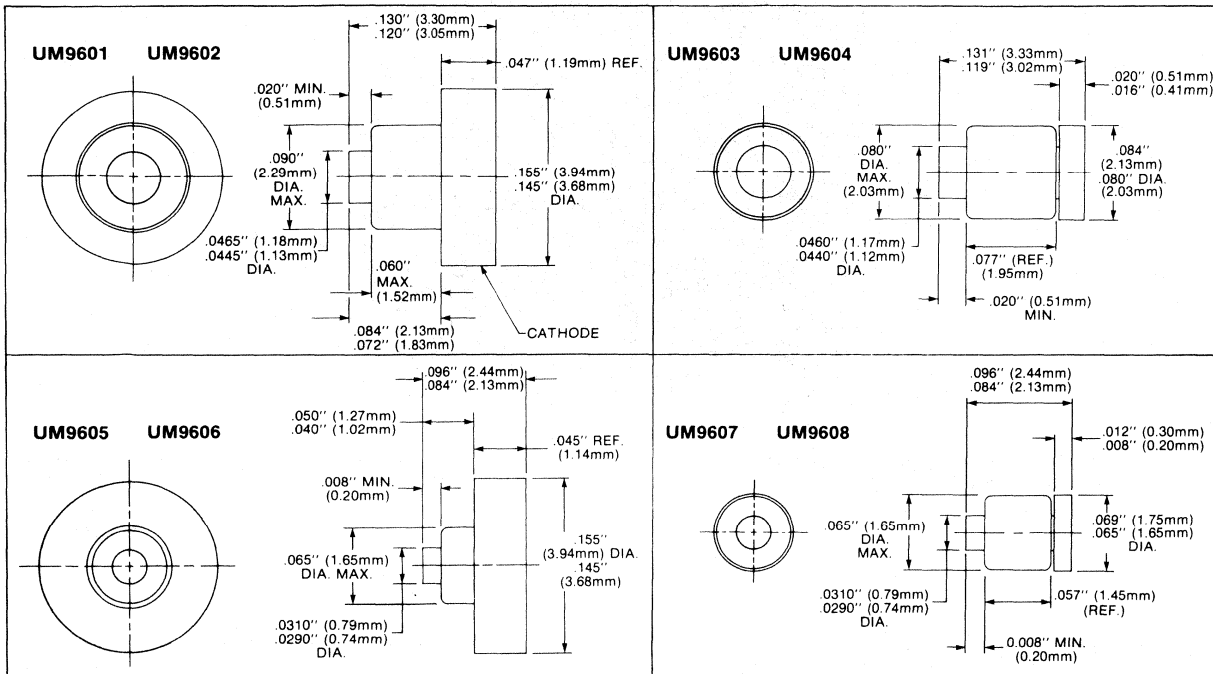 UM9601 UM9602
.130'' (3.30mm)
.120'' (3.05mm)
.047'' (1.19mm) REF.
.020'' MIN.
(0.51mm)
.090''
(2.29mm)
DIA.
MAX.
.155'' (3.94mm)
.145'' (3.68mm)
DIA.
.0465'' (1.18mm)
.0445'' (1.13mm)
DIA.
.060''
MAX.
(1.52mm)
.084'' (2.13mm)
.072'' (1.83mm)
CATHODE
UM9603 UM9604
.131'' (3.33mm)
.119'' (3.02mm)
.020'' (0.51mm)
.016'' (0.41mm)
.080''
DIA.
MAX.
(2.03mm)
.084''
(2.13mm)
.080'' DIA.
(2.03mm)
.0460'' (1.17mm)
.0440'' (1.12mm)
DIA.
.077'' (REF.)
(1.95mm)
.020'' (0.51mm)
MIN.
UM9605 UM9606
.096'' (2.44mm)
.084'' (2.13mm)
.050'' (1.27mm)
.040'' (1.02mm)
.045'' REF.
(1.14mm)
.008'' MIN.
(0.20mm)
.065'' (1.65mm)
DIA. MAX.
.155''
(3.94mm) DIA.
.145''
(3.68mm)
.0310'' (0.79mm)
.0290'' (0.74mm)
DIA.
UM9607 UM9608
.096'' (2.44mm)
.084'' (2.13mm)
.012'' (0.30mm)
.008'' (0.20mm)
.065'' (1.65mm)
DIA.
MAX.
.069'' (1.75mm)
.065'' (1.65mm)
DIA.
.0310'' (0.79mm)
.0290'' (0.74mm)
DIA.
.057'' (1.45mm)
(REF.)
0.008'' MIN.
(0.20mm)